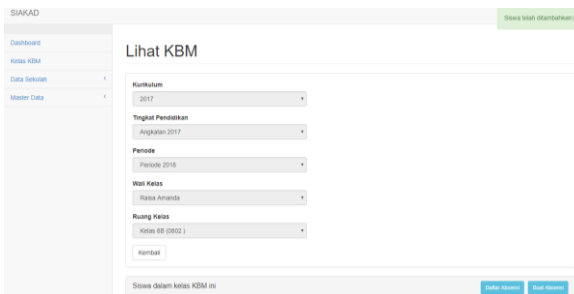 SIAKAD
Siswa telah ditambahkan
Dashboard
Kelas KBM
Data Sekolah
Master Data
Lihat KBM
Kurikulum
2017
Tingkat Pendidikan
Angkatan 2017
Periode
Periode 2018
Wali Kelas
Raisa Amanda
Ruang Kelas
Kelas 8B (0802 )
Kembali
Siswa dalam kelas KBM ini
Daftar Absensi
Buat Absensi